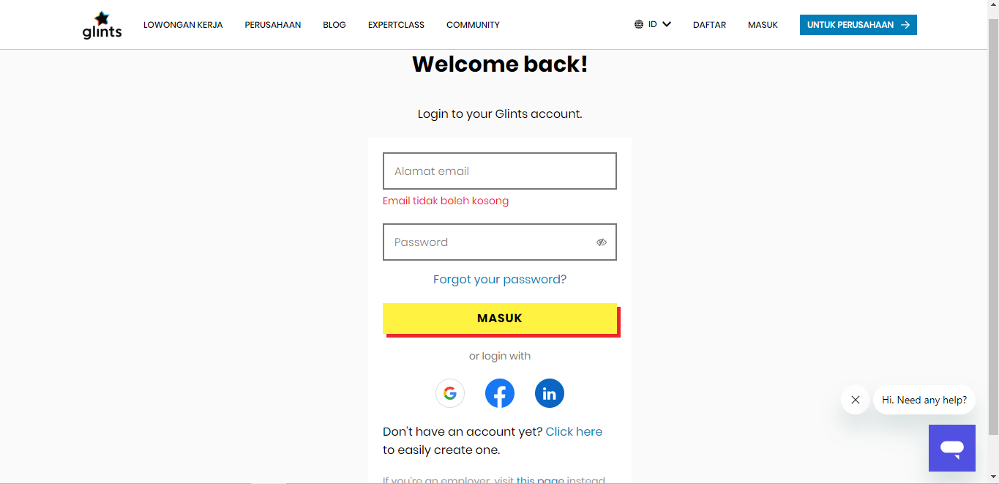 glints
LOWONGAN KERJA PERUSAHAAN BLOG EXPERTCLASS COMMUNITY ID DAFTAR MASUK UNTUK PERUSAHAAN
Welcome back!
Login to your Glints account.
Alamat email
Email tidak boleh kosong
Password
Forgot your password?
MASUK
or login with
Don't have an account yet? Click here
to easily create one.
Hi. Need any help?
If you're an employer, visit this page instead